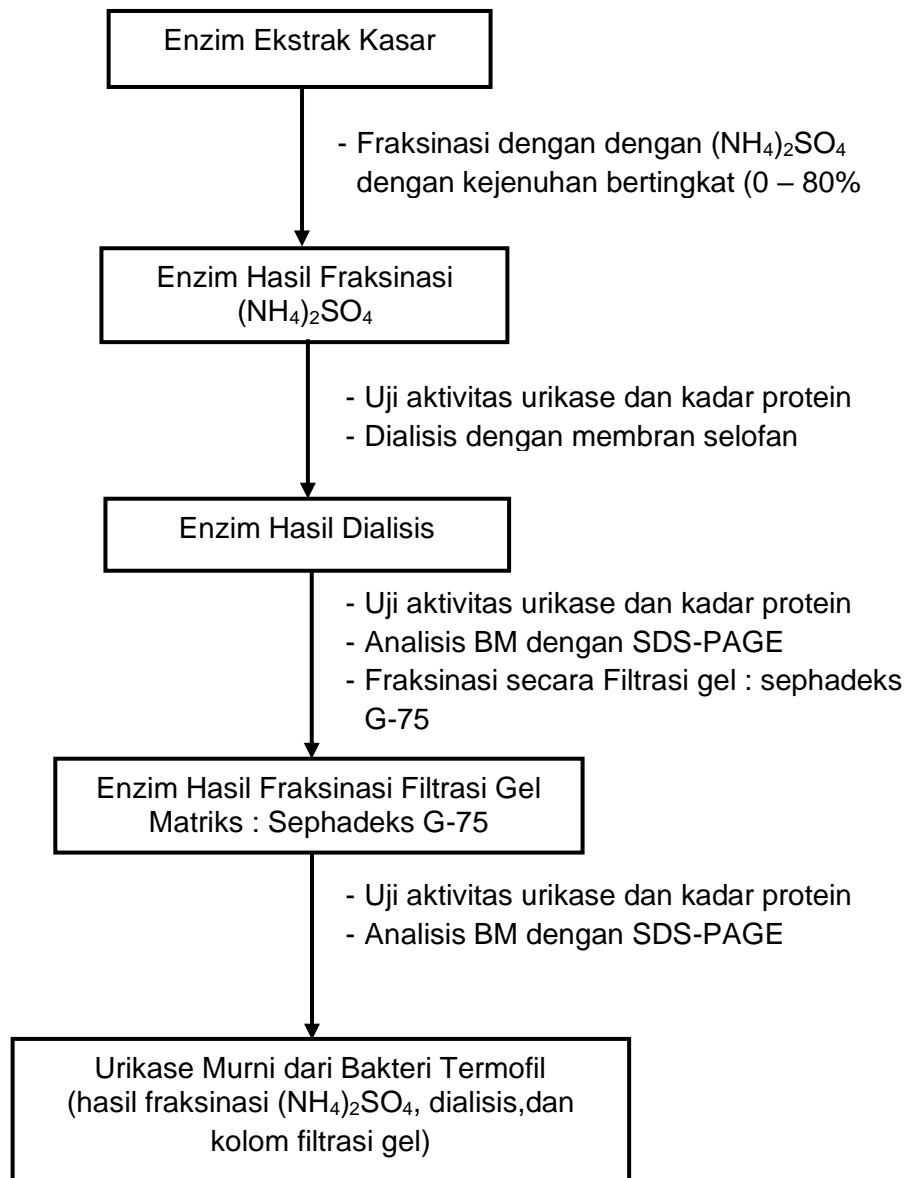 Enzim Ekstrak Kasar
- Fraksinasi dengan dengan (NH₄)₂SO₄
dengan kejenuhan bertingkat (0 – 80%
Enzim Hasil Fraksinasi
(NH₄)₂SO₄
- Uji aktivitas urikase dan kadar protein
- Dialisis dengan membran selofan
Enzim Hasil Dialisis
- Uji aktivitas urikase dan kadar protein
- Analisis BM dengan SDS-PAGE
- Fraksinasi secara Filtrasi gel : sephadeks
G-75
Enzim Hasil Fraksinasi Filtrasi Gel
Matriks : Sephadeks G-75
- Uji aktivitas urikase dan kadar protein
- Analisis BM dengan SDS-PAGE
Urikase Murni dari Bakteri Termofil
(hasil fraksinasi (NH₄)₂SO₄, dialisis,dan
kolom filtrasi gel)